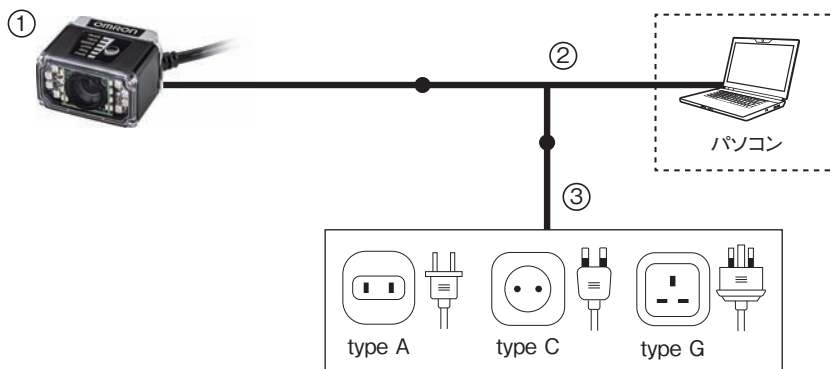 ①
OMRON
②
パソコン
③
type A
type C
type G